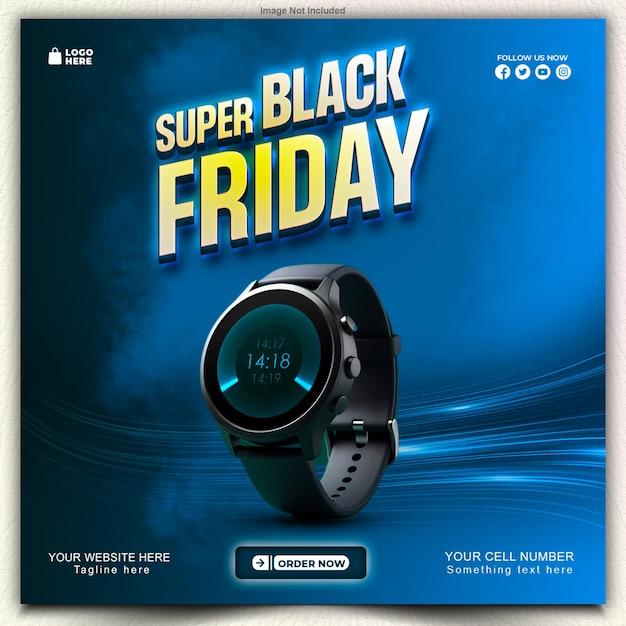 Image Not Included
LOGO
HERE
FOLLOW US NOW
SUPER BLACK
FRIDAY
14:17
14:18
14:19
YOUR WEBSITE HERE
Tagline here
ORDER NOW
YOUR CELL NUMBER
Something text here